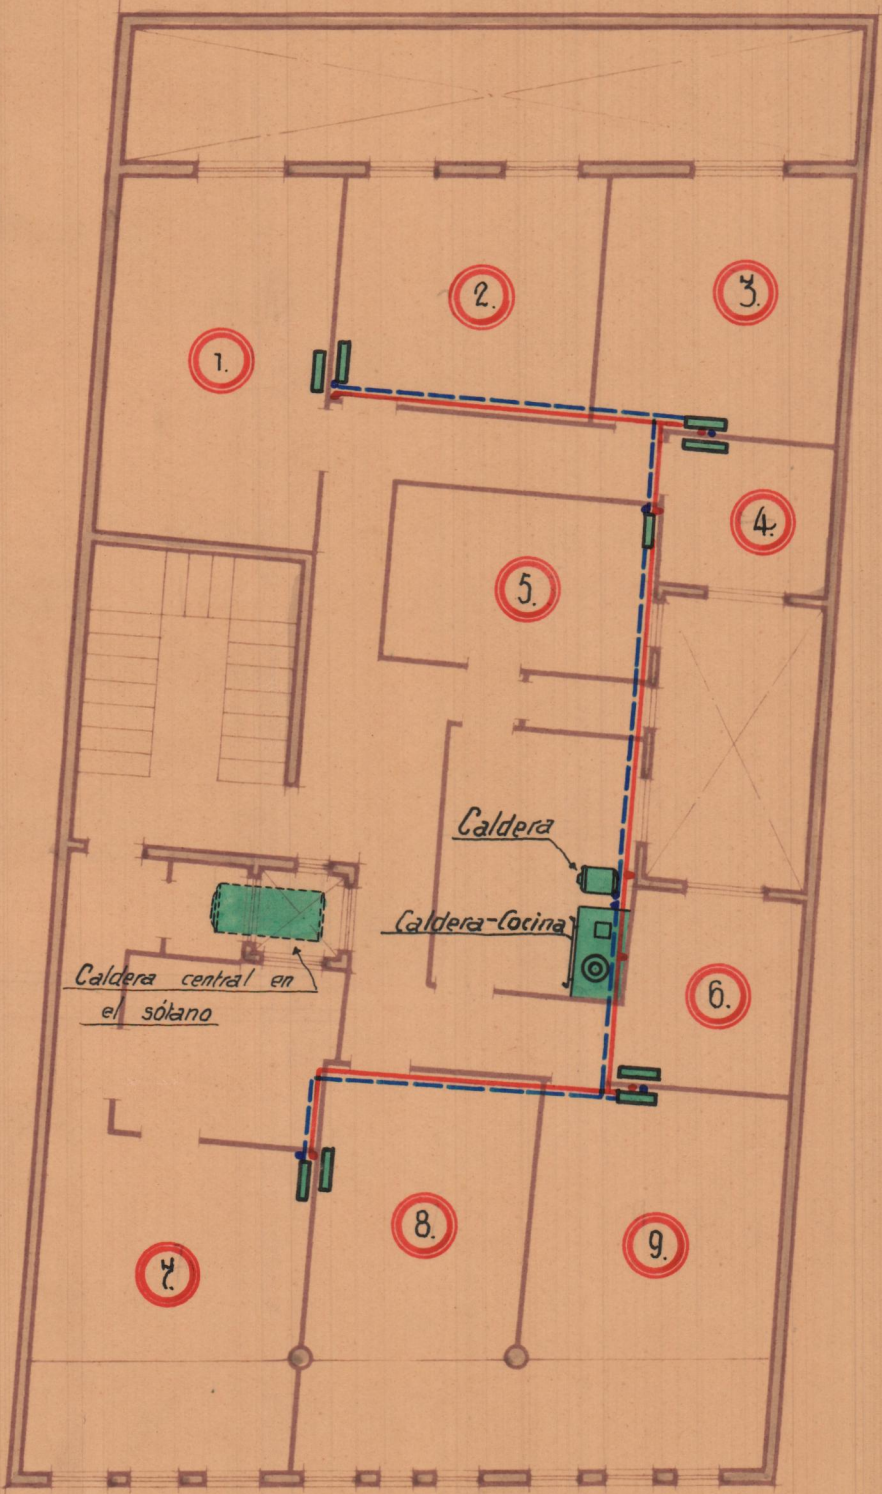 2.
3.
1.
4.
5.
Caldera
Caldera-Cocina
Caldera central en
el sótano
6.
8.
9.
7.